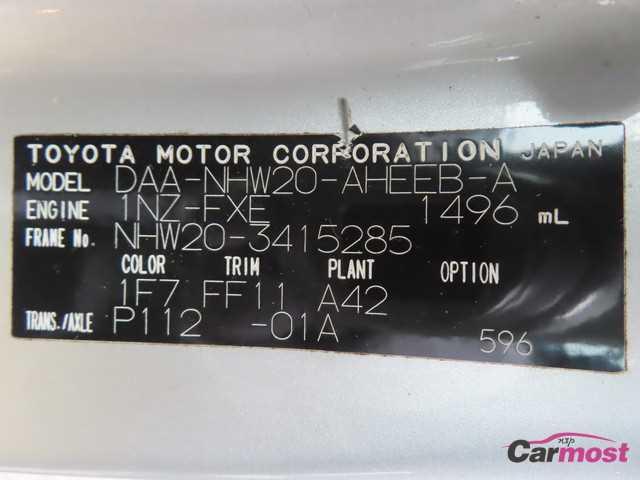 TOYOTA MOTOR CORPORATION JAPAN
MODEL DAA-NHW20-AHEEB-A
ENGINE 1NZ-FXE 1496 mL
FRAME No. NHW20-3415285
COLOR TRIM PLANT OPTION
1F7 FF11 A42
TRANS./AXLE P112 -01A
596
nxp
Carmost